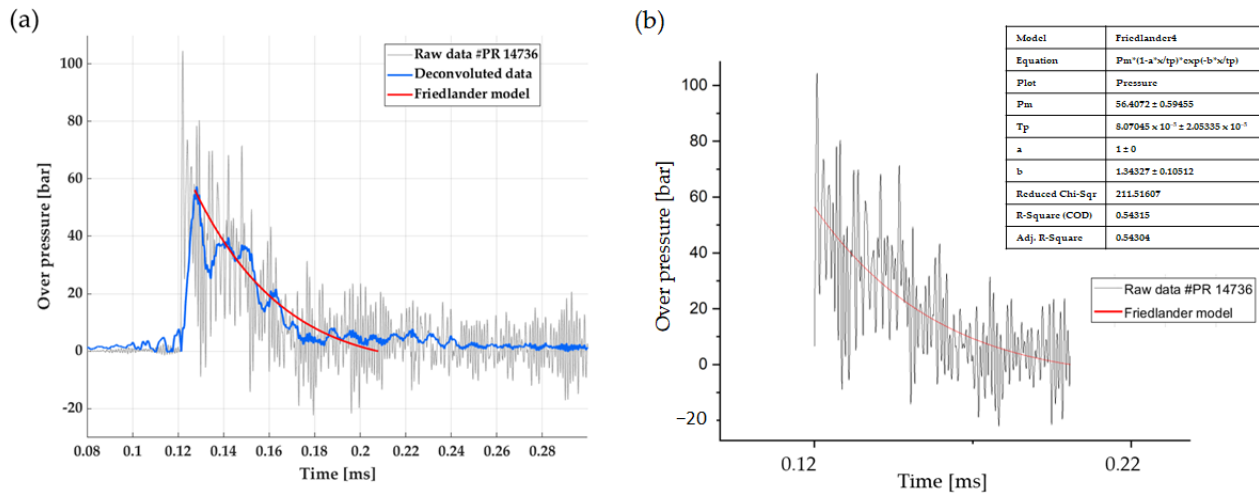 (a)
Over pressure [bar]
100
80
60
40
20
0
-20
0.08 0.1 0.12 0.14 0.16 0.18 0.2 0.22 0.24 0.26 0.28
Time [ms]
Raw data #PR 14736
Deconvoluted data
Friedlander model
(b)
Over pressure [bar]
100
80
60
40
20
0
−20
0.12 0.22
Time [ms]
Model Friedlander4
Equation Pm*(1-a*x/tp)*exp(-b*x/tp)
Plot Pressure
Pm 56.4072 ± 0.59455
Tp 8.07045 x 10⁻⁵ ± 2.05335 x 10⁻⁵
a 1 ± 0
b 1.34327 ± 0.10512
Reduced Chi-Sqr 211.51607
R-Square (COD) 0.54315
Adj. R-Square 0.54304
Raw data #PR 14736
Friedlander model